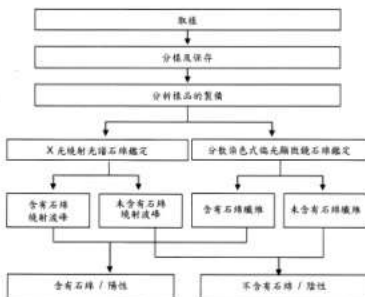 取樣
分樣及保存
分析樣品的製備
X光繞射光譜石綿鑑定
分散染色式偏光顯微鏡石綿鑑定
含有石綿
繞射波峰
未含有石綿
繞射波峰
含有石綿纖維
未含有石綿纖維
含有石綿 / 陽性
不含有石綿 / 陰性